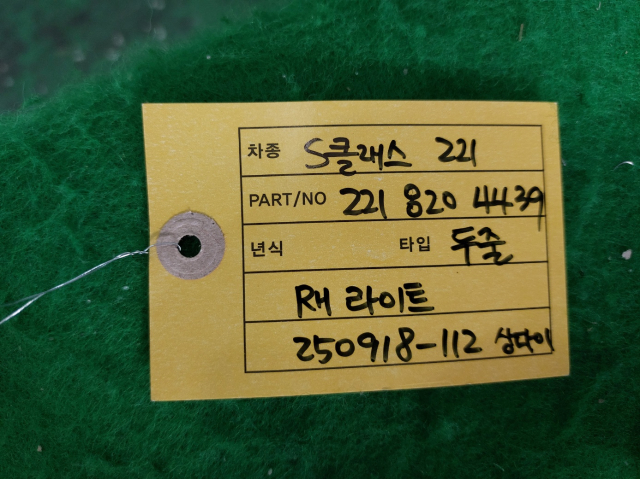 차종 S클래스 221
PART/NO 221 820 4439
년식 타입 두줄
RH 라이트
250918-112 상다이